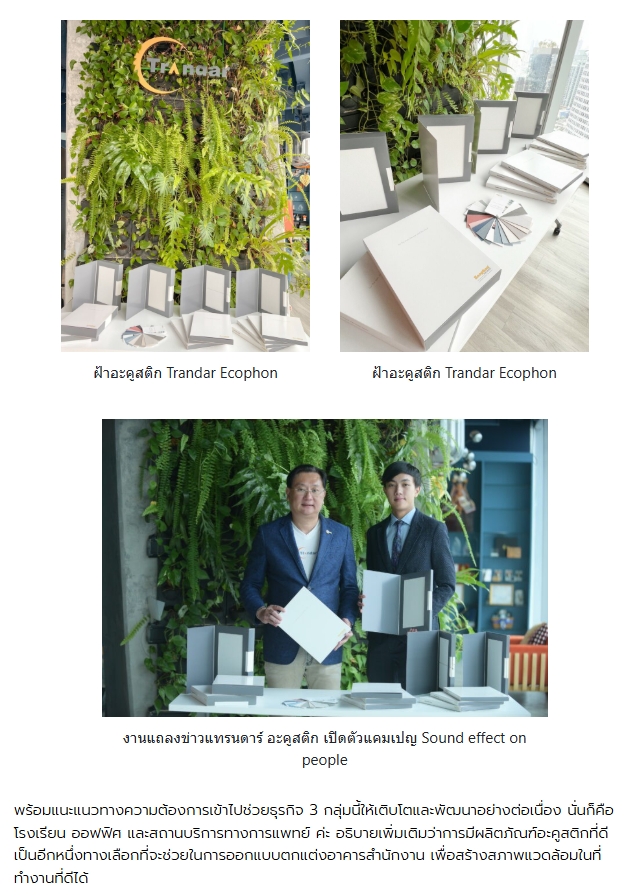 Trandar
ฝ้าอะคูสติก Trandar Ecophon
ฝ้าอะคูสติก Trandar Ecophon
งานแถลงข่าวแทรนดาร์ อะคูสติก เปิดตัวแคมเปญ Sound effect on
people
พร้อมแนะแนวทางความต้องการเข้าไปช่วยธุรกิจ 3 กลุ่มนี้ให้เติบโตและพัฒนาอย่างต่อเนื่อง นั่นก็คือ
โรงเรียน ออฟฟิศ และสถานบริการทางการแพทย์ ค่ะ อธิบายเพิ่มเติมว่าการมีผลิตภัณฑ์อะคูสติกที่ดี
เป็นอีกหนึ่งทางเลือกที่จะช่วยในการออกแบบตกแต่งอาคารสำนักงาน เพื่อสร้างสภาพแวดล้อมในที่
ทำงานที่ดีได้